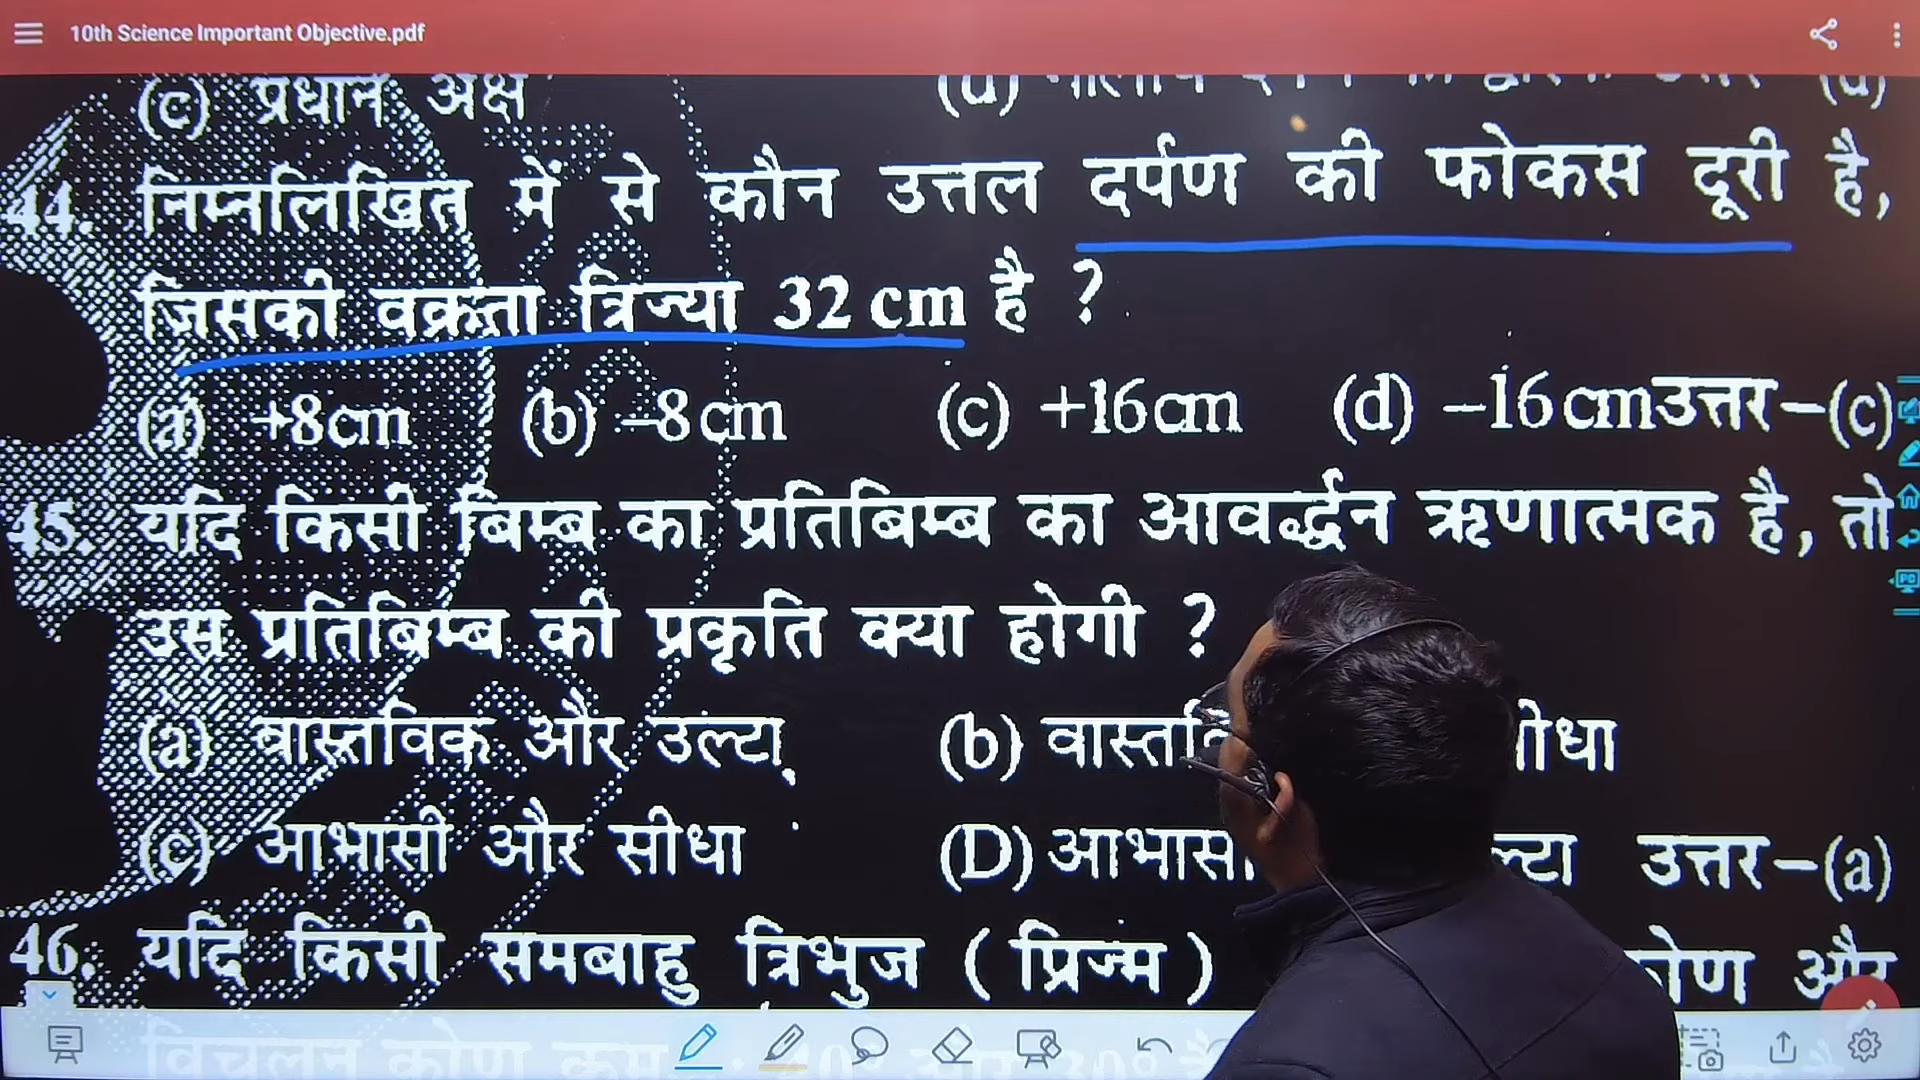 10th Science Important Objective.pdf
(c) प्रधान अक्ष (d)
44. निम्नलिखित में से कौन उत्तल दर्पण की फोकस दूरी है,
जिसकी वक्रता त्रिज्या 32 cm है ?
(a) +8cm (b) –8cm (c) +16cm (d) –16cm उत्तर–(c)
45. यदि किसी बिम्ब का प्रतिबिम्ब का आवर्द्धन ऋणात्मक है, तो
उस प्रतिबिम्ब की प्रकृति क्या होगी ?
(a) वास्तविक और उल्टा (b)
(c) आभासी और सीधा (D) उत्तर–(a)
46. यदि किसी समबाहु त्रिभुज ( प्रिज्म ) और
विचलन कोण
PC